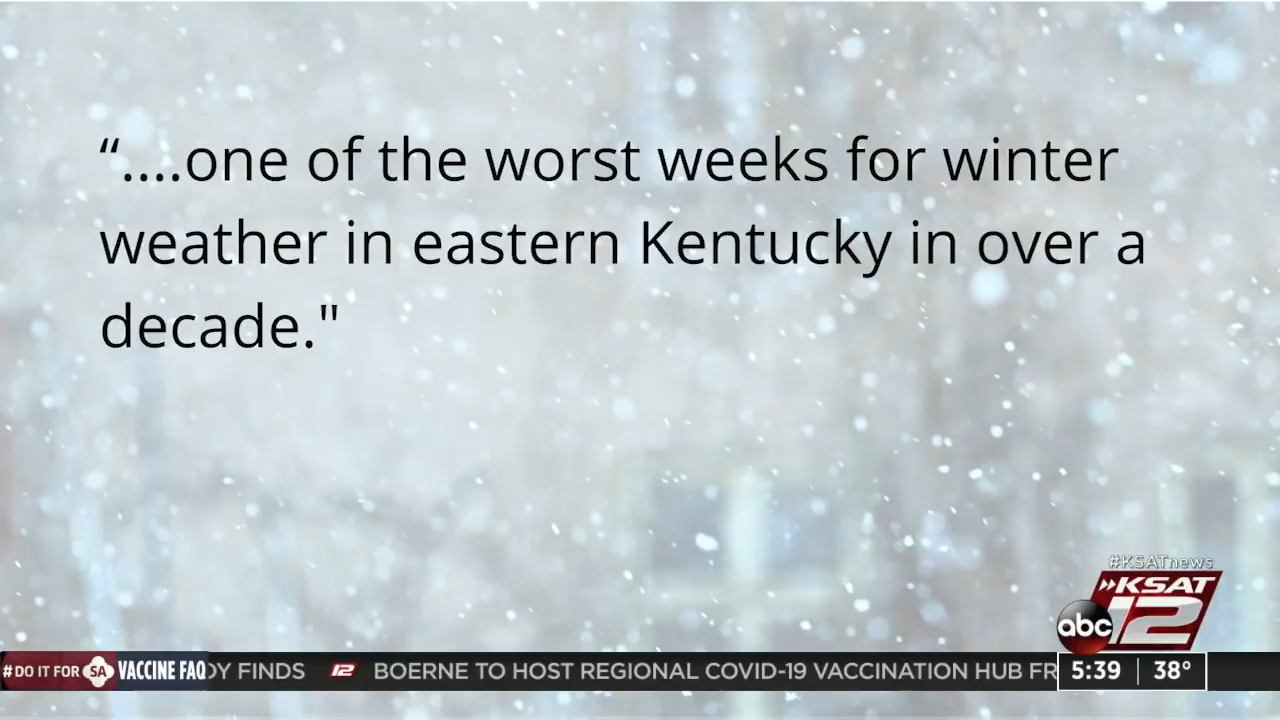 “....one of the worst weeks for winter
weather in eastern Kentucky in over a
decade."
#KSATnews
KSAT
abc 12
#DO IT FOR SA VACCINE FAQ DY FINDS 12 BOERNE TO HOST REGIONAL COVID-19 VACCINATION HUB FR 5:39 38°